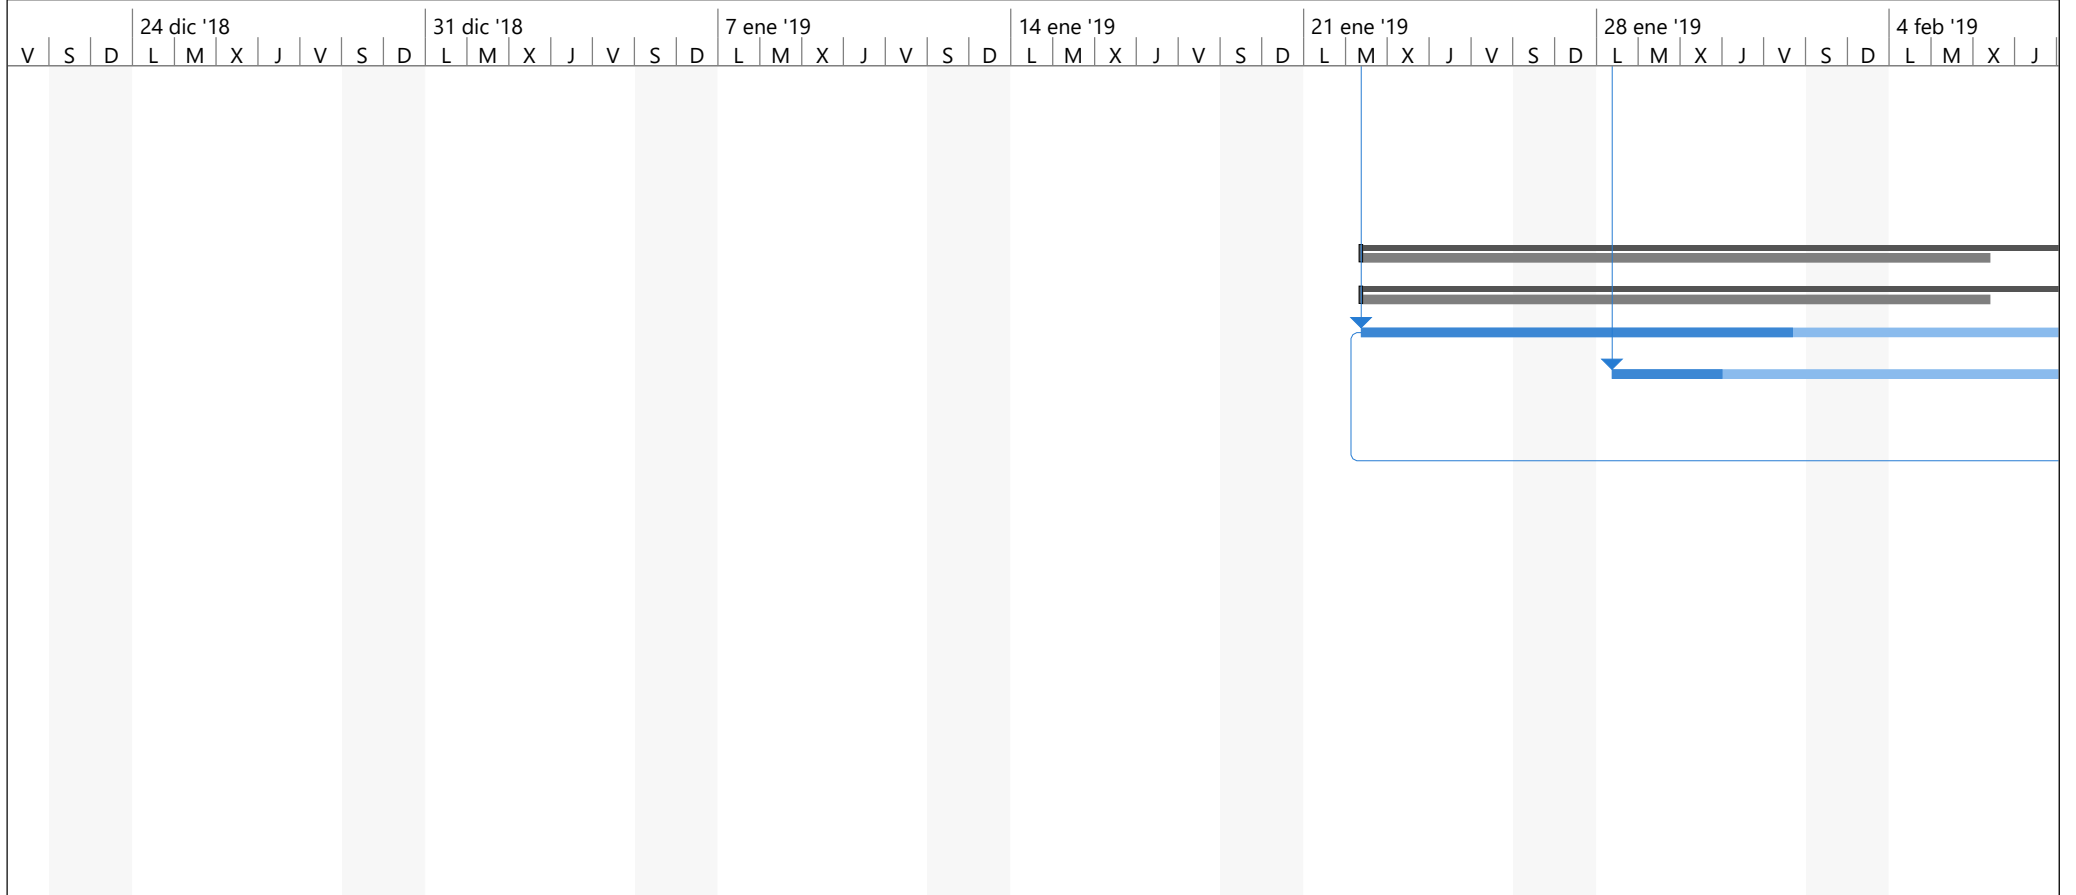 24 dic '18 31 dic '18 7 ene '19 14 ene '19 21 ene '19 28 ene '19 4 feb '19
V S D L M X J V S D L M X J V S D L M X J V S D L M X J V S D L M X J V S D L M X J V S D L M X J